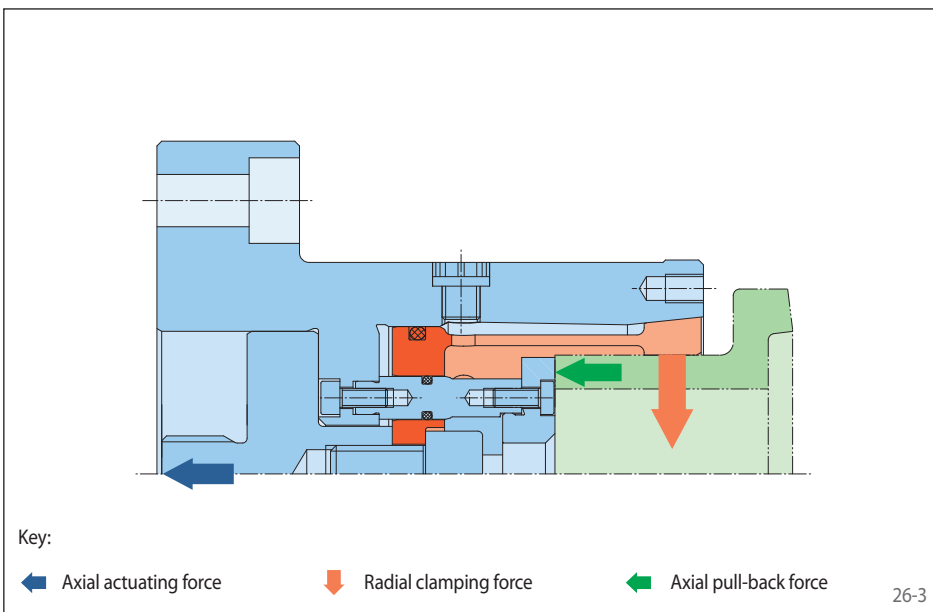 Key:
Axial actuating force
Radial clamping force
Axial pull-back force
26-3